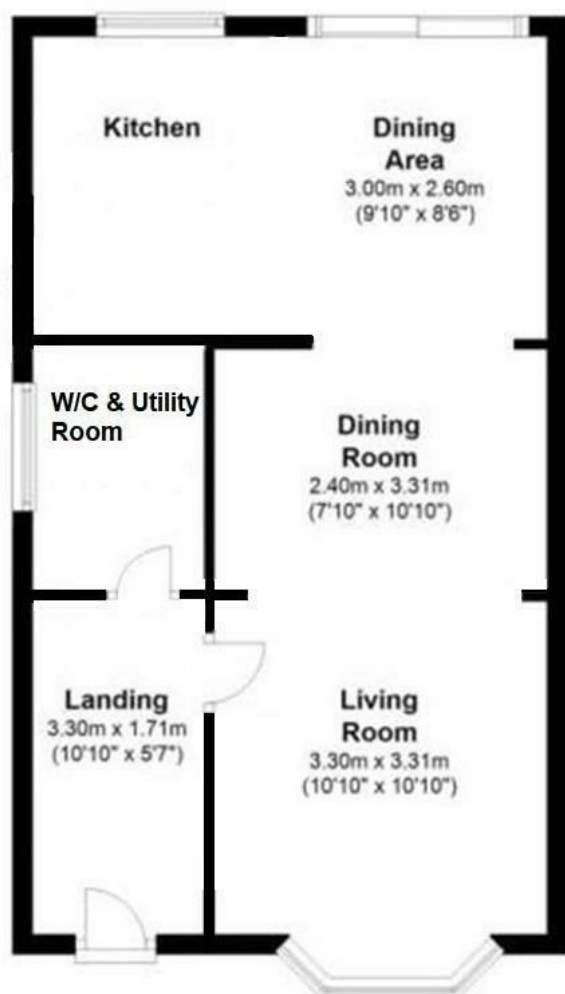 Kitchen
Dining
Area
3.00m x 2.60m
(9'10" x 8'6")
W/C & Utility
Room
Dining
Room
2.40m x 3.31m
(7'10" x 10'10")
Landing
3.30m x 1.71m
(10'10" x 5'7")
Living
Room
3.30m x 3.31m
(10'10" x 10'10")